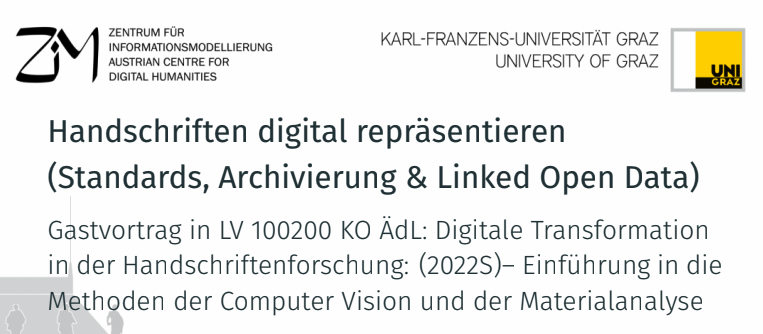 ZIM
ZENTRUM FÜR
INFORMATIONSMODELLIERUNG
AUSTRIAN CENTRE FOR
DIGITAL HUMANITIES
KARL-FRANZENS-UNIVERSITÄT GRAZ
UNIVERSITY OF GRAZ
UNI
GRAZ
Handschriften digital repräsentieren
(Standards, Archivierung & Linked Open Data)
Gastvortrag in LV 100200 KO ÄdL: Digitale Transformation
in der Handschriftenforschung: (2022S)– Einführung in die
Methoden der Computer Vision und der Materialanalyse